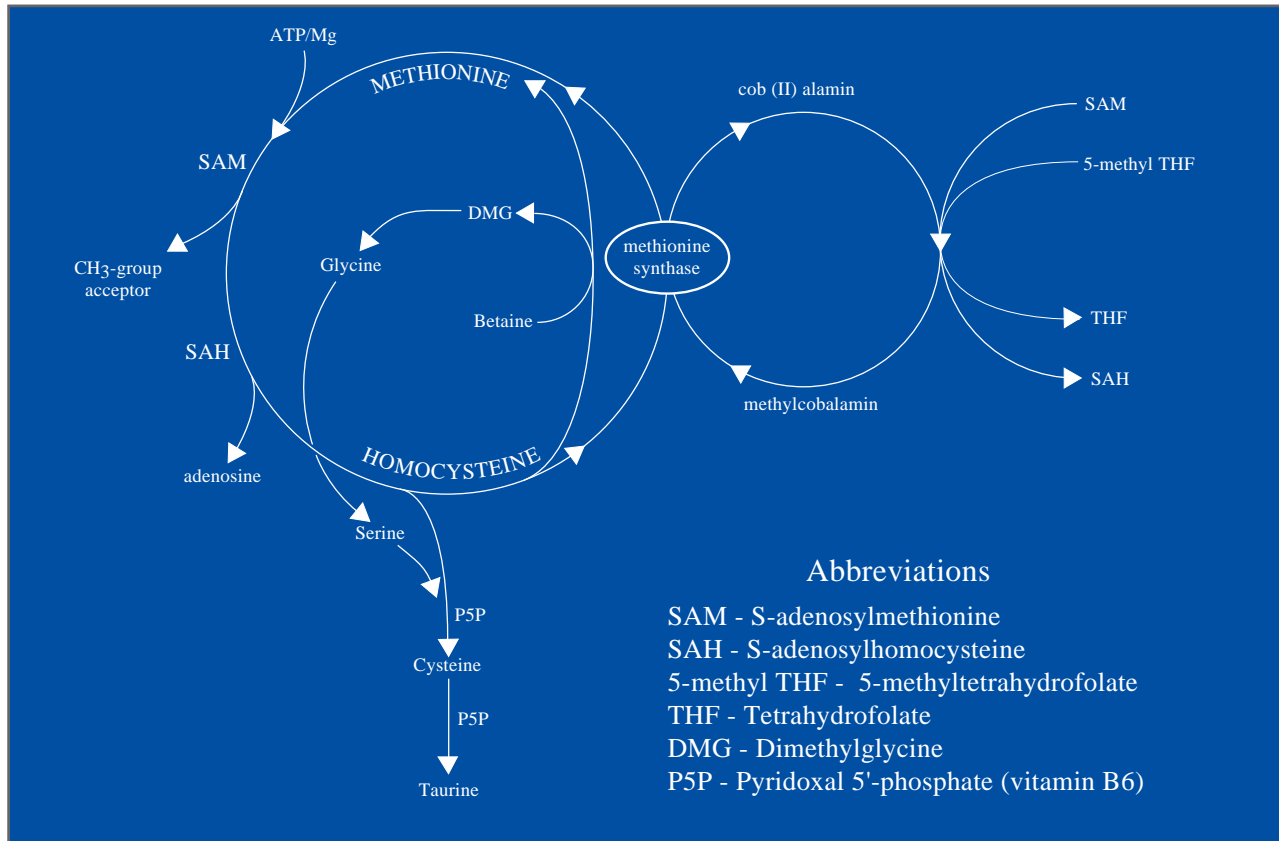 ATP/Mg
METHIONINE
cob (II) alamin
SAM
SAM
5-methyl THF
DMG
methionine
synthase
Glycine
CH3-group
acceptor
Betaine
THF
SAH
SAH
methylcobalamin
HOMOCYSTEINE
adenosine
Serine
P5P
Cysteine
P5P
Taurine
Abbreviations
SAM - S-adenosylmethionine
SAH - S-adenosylhomocysteine
5-methyl THF - 5-methyltetrahydrofolate
THF - Tetrahydrofolate
DMG - Dimethylglycine
P5P - Pyridoxal 5'-phosphate (vitamin B6)